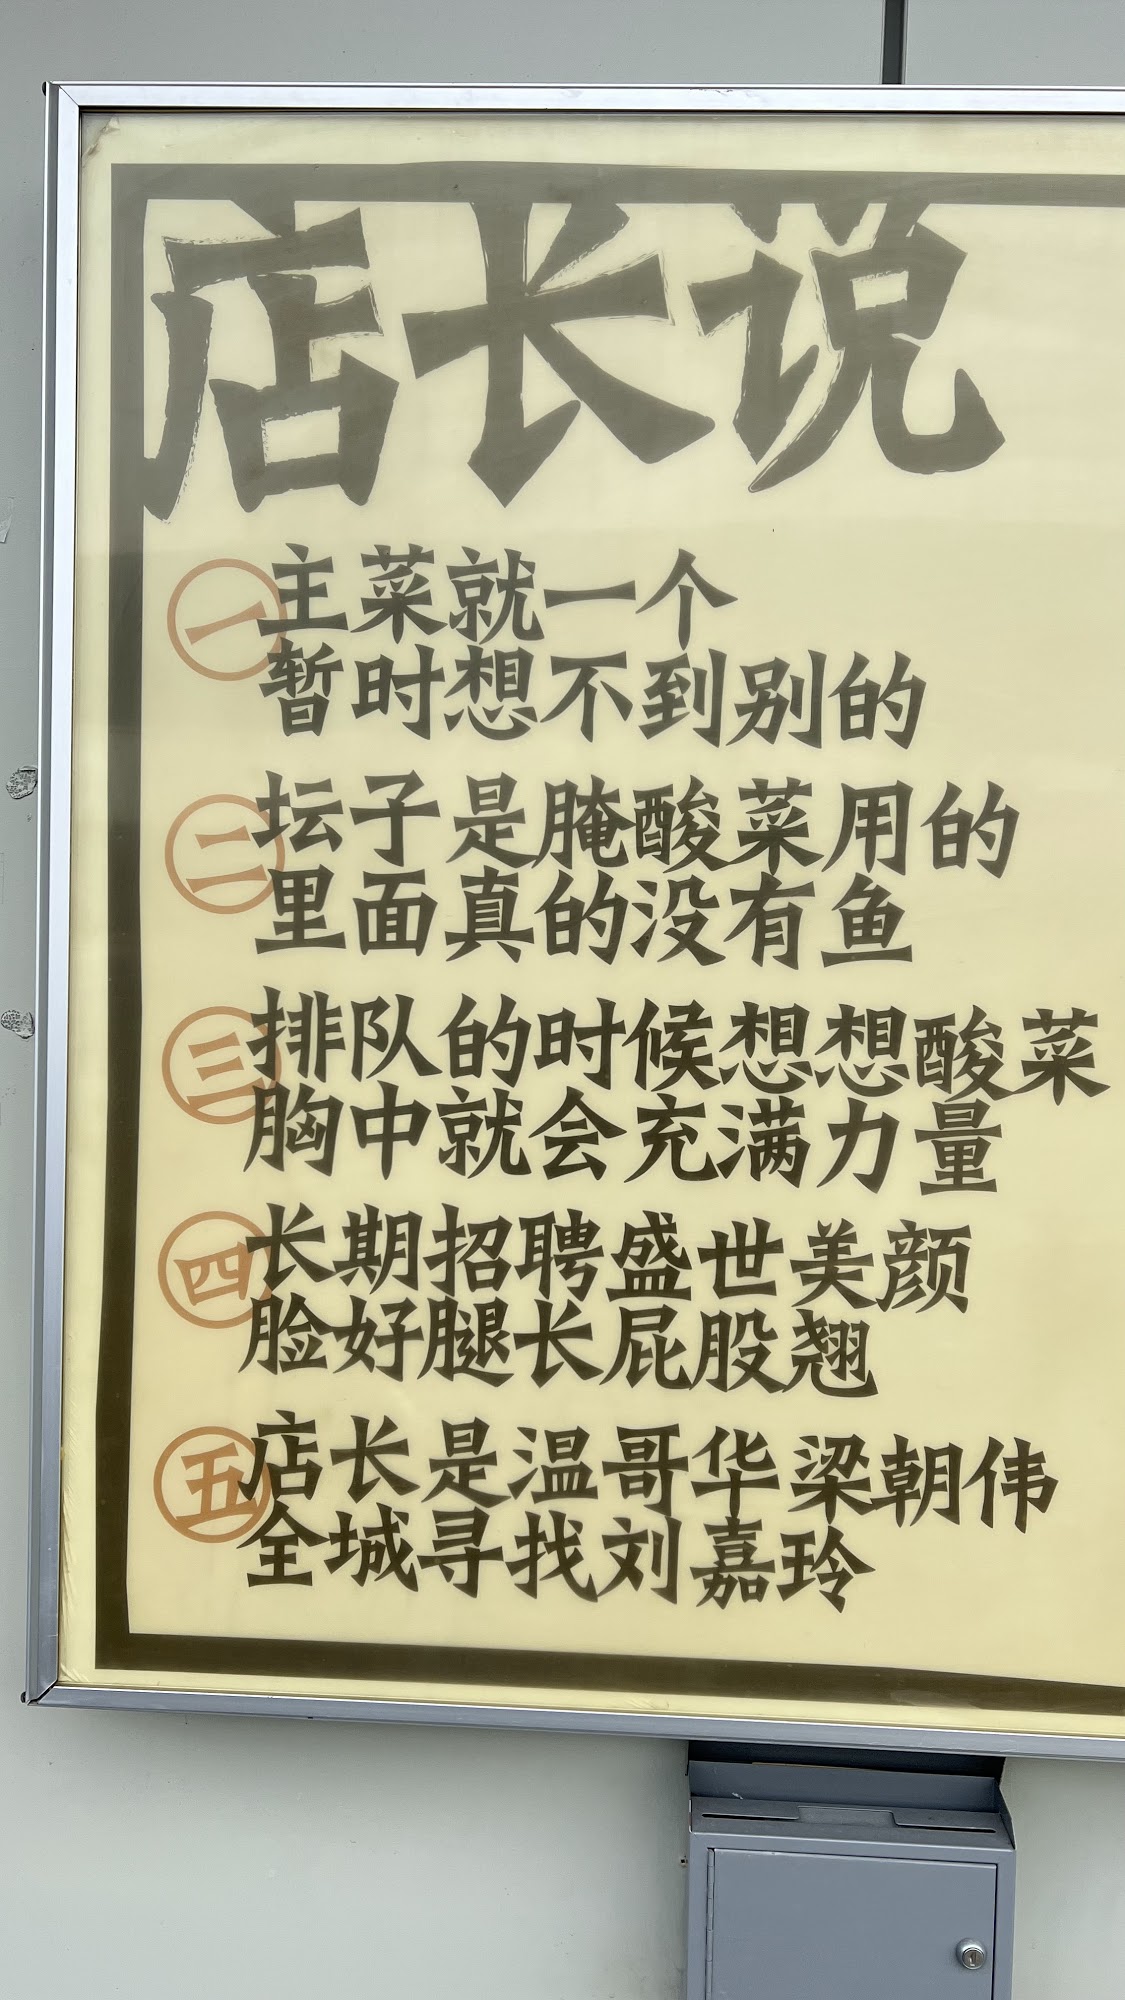 店长说
一 主菜就一个
暂时想不到别的
二 坛子是腌酸菜用的
里面真的没有鱼
三 排队的时候想想酸菜
胸中就会充满力量
四 长期招聘盛世美颜
脸好腿长屁股翘
五 店长是温哥华梁朝伟
全城寻找刘嘉玲